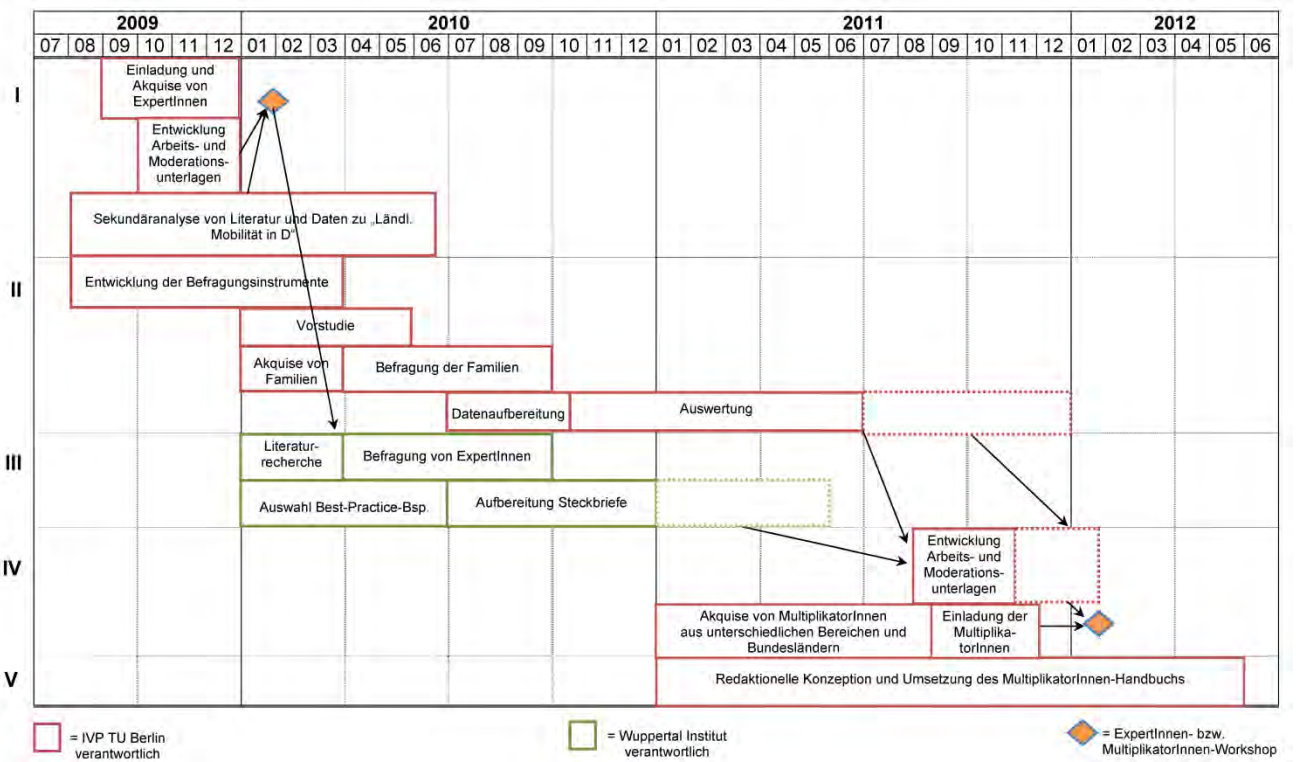 2009 2010 2011 2012
07 08 09 10 11 12 01 02 03 04 05 06 07 08 09 10 11 12 01 02 03 04 05 06 07 08 09 10 11 12 01 02 03 04 05 06
I
Einladung und
Akquise von
ExpertInnen
Entwicklung
Arbeits- und
Moderations-
unterlagen
Sekundäranalyse von Literatur und Daten zu „Ländl.
Mobilität in D“
II
Entwicklung der Befragungsinstrumente
Vorstudie
Akquise von
Familien
Befragung der Familien
Datenaufbereitung
Auswertung
III
Literatur-
recherche
Befragung von ExpertInnen
Auswahl Best-Practice-Bsp.
Aufbereitung Steckbriefe
IV
Entwicklung
Arbeits- und
Moderations-
unterlagen
Akquise von MultiplikatorInnen
aus unterschiedlichen Bereichen und
Bundesländern
Einladung der
Multiplika-
torInnen
V
Redaktionelle Konzeption und Umsetzung des MultiplikatorInnen-Handbuchs
= IVP TU Berlin
verantwortlich
= Wuppertal Institut
verantwortlich
= ExpertInnen- bzw.
MultiplikatorInnen-Workshop